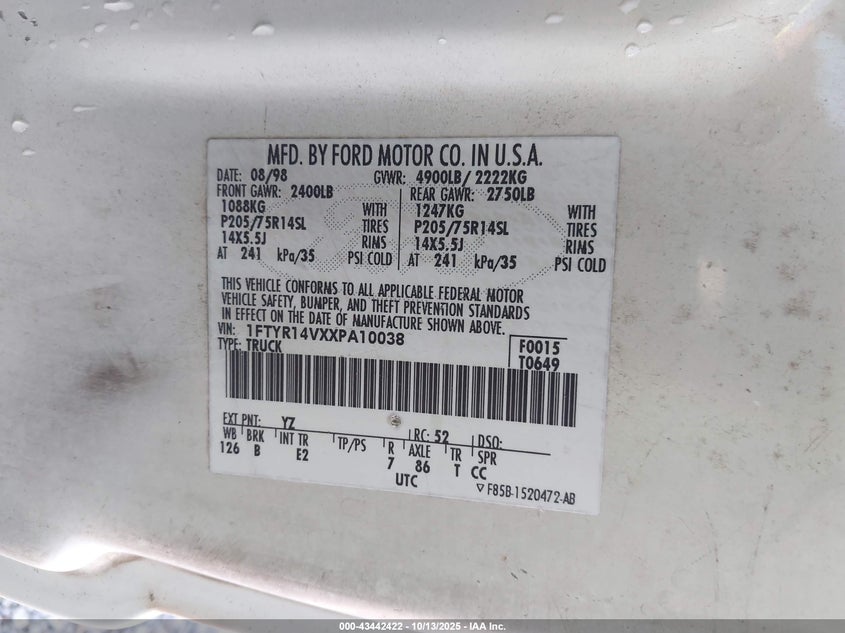 MFD. BY FORD MOTOR CO. IN U.S.A.
DATE: 08/98 GVWR: 4900LB/ 2222KG
FRONT GAWR: 2400LB REAR GAWR: 2750LB
1088KG WITH 1247KG WITH
P205/75R14SL TIRES P205/75R14SL TIRES
14X5.5J RIMS 14X5.5J RIMS
AT 241 kPa/35 PSI COLD AT 241 kPa/35 PSI COLD
THIS VEHICLE CONFORMS TO ALL APPLICABLE FEDERAL MOTOR
VEHICLE SAFETY, BUMPER, AND THEFT PREVENTION STANDARDS
IN EFFECT ON THE DATE OF MANUFACTURE SHOWN ABOVE.
VIN: 1FTYR14VXXPA10038 F0015
TYPE: TRUCK T0649
EXT PNT: YZ RC: 52 DSO:
WB BRK INT TR TP/PS R AXLE TR SPR
126 B E2 7 86 T CC
UTC
▽ F85B-1520472-AB
000-43442422 - 10/13/2025 - IAA Inc.